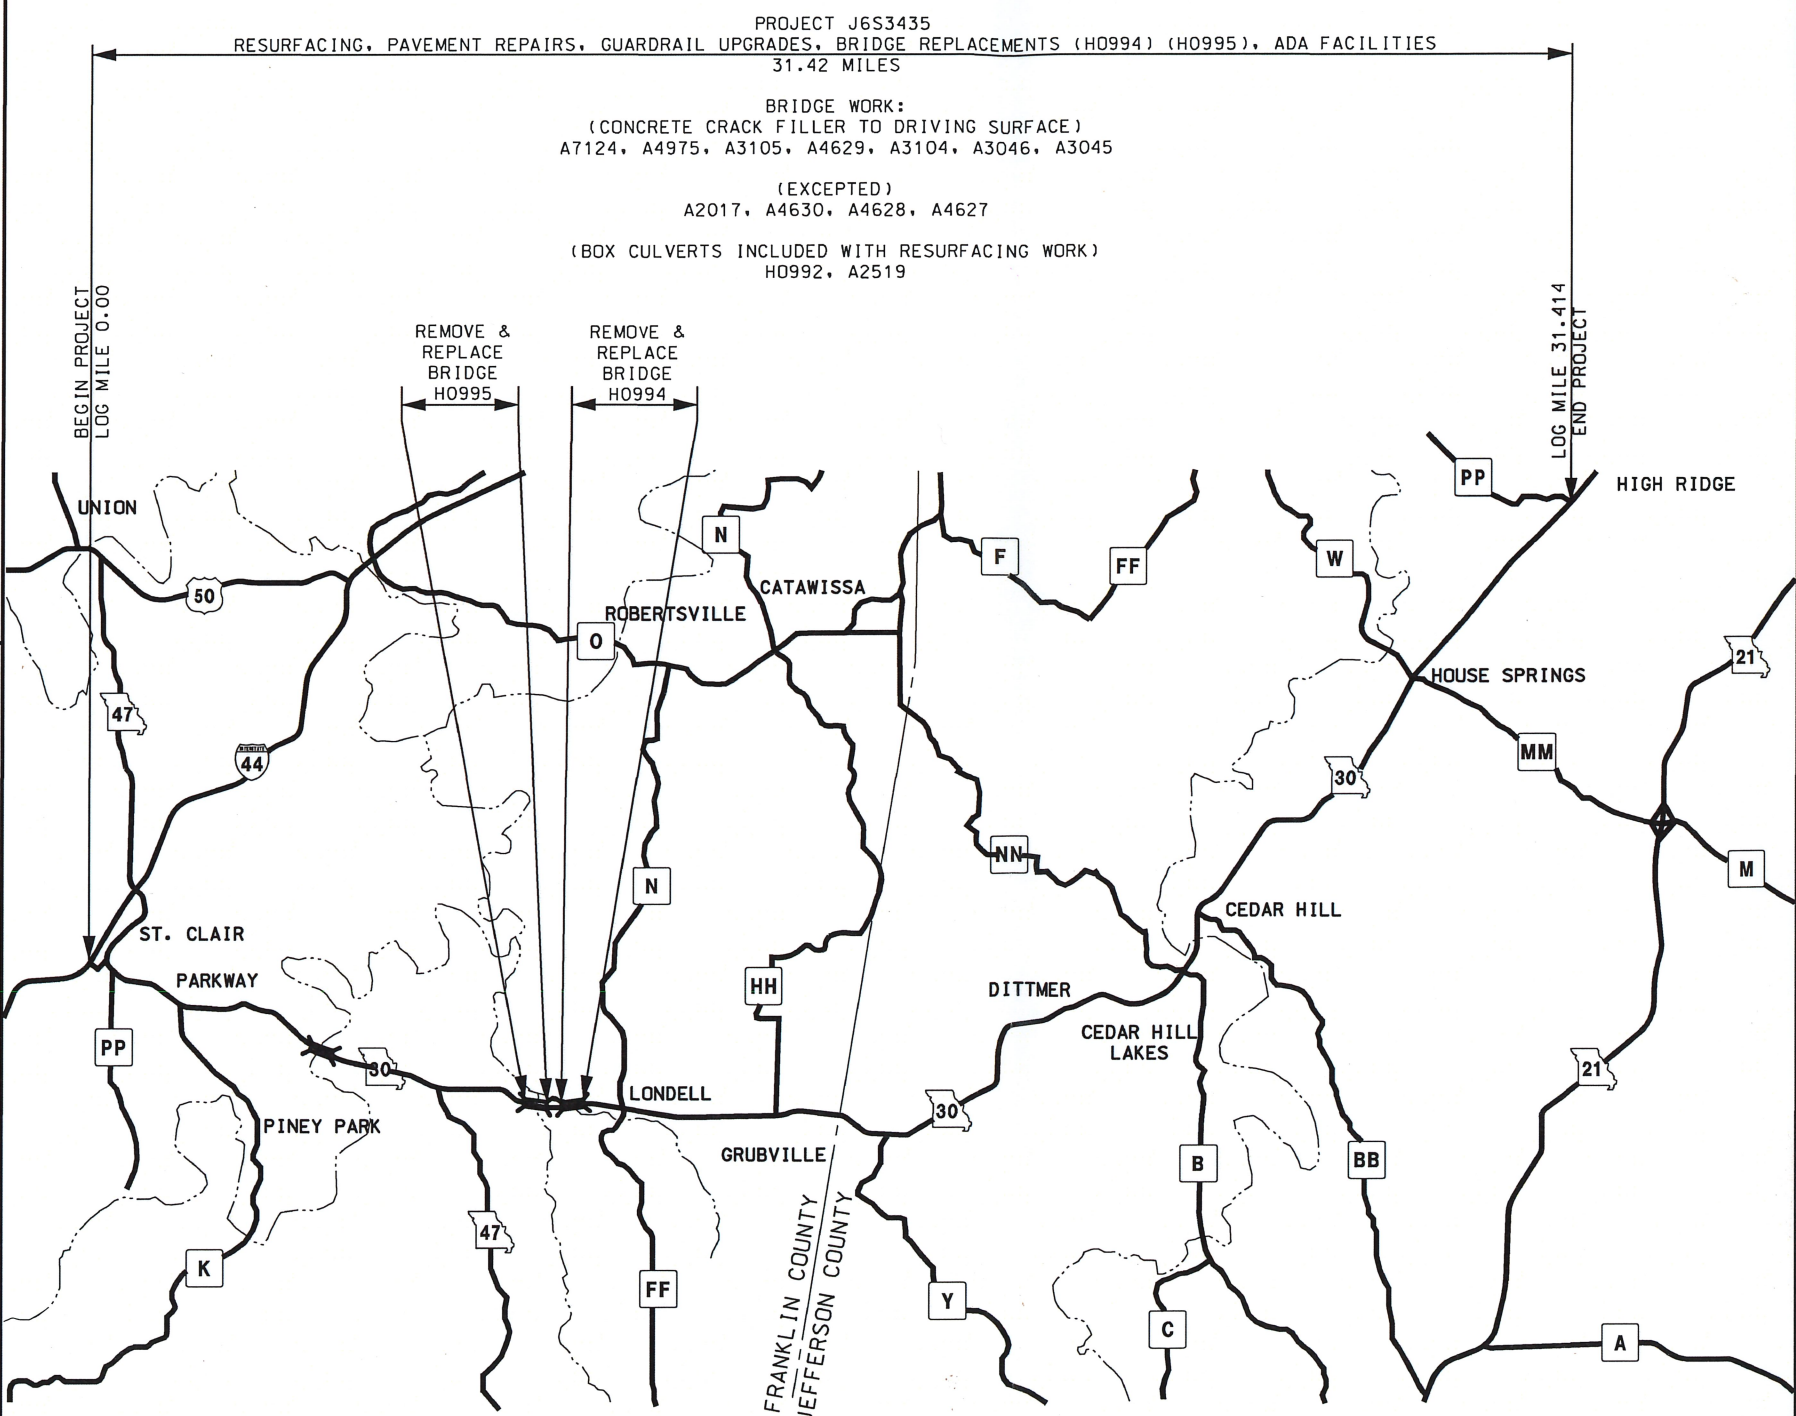 PROJECT J6S3435
RESURFACING, PAVEMENT REPAIRS, GUARDRAIL UPGRADES, BRIDGE REPLACEMENTS (H0994) (H0995), ADA FACILITIES
31.42 MILES
BRIDGE WORK:
(CONCRETE CRACK FILLER TO DRIVING SURFACE)
A7124, A4975, A3105, A4629, A3104, A3046, A3045
(EXCEPTED)
A2017, A4630, A4628, A4627
(BOX CULVERTS INCLUDED WITH RESURFACING WORK)
H0992, A2519
BEGIN PROJECT
LOG MILE 0.00
REMOVE &
REPLACE
BRIDGE
H0995
REMOVE &
REPLACE
BRIDGE
H0994
LOG MILE 31.414
END PROJECT
PP
HIGH RIDGE
UNION
N
F
FF
W
50
CATAWISSA
ROBERTSVILLE
O
21
HOUSE SPRINGS
47
INTERSTATE
44
MM
30
NN
M
N
CEDAR HILL
ST. CLAIR
PARKWAY
HH
DITTMER
CEDAR HILL
LAKES
PP
30
21
LONDELL
30
PINEY PARK
GRUBVILLE
B
BB
47
K
FF
FRANKLIN COUNTY
JEFFERSON COUNTY
Y
C
A